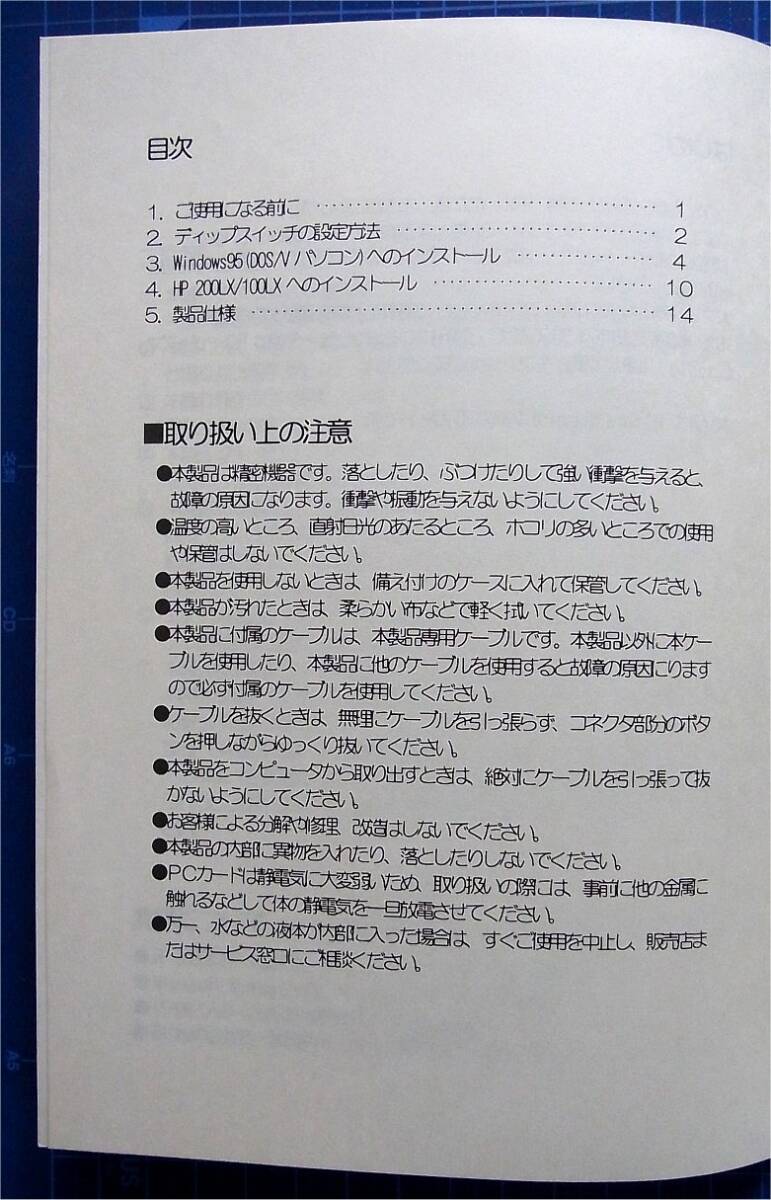 目次
1. ご使用になる前に ・・・・・・・・・・・・・・・・・・・・ 1
2. ディップスイッチの設定方法 ・・・・・・・・・・・・・・・・ 2
3. Windows95(DOS/V パソコン)へのインストール ・・・・・・・・ 4
4. HP 200LX/100LX へのインストール ・・・・・・・・・・・・・ 10
5. 製品仕様 ・・・・・・・・・・・・・・・・・・・・・・・・ 14
■取り扱い上の注意
●本製品は精密機器です。落としたり、ぶつけたりして強い衝撃を与えると、
故障の原因になります。衝撃や振動を与えないようにしてください。
●温度の高いところ、直射日光のあたるところ、ホコリの多いところでの使用
や保管はしないでください。
●本製品を使用しないときは、備え付けのケースに入れて保管してください。
●本製品が汚れたときは、柔らかい布などで軽く拭いてください。
●本製品に付属のケーブルは、本製品専用ケーブルです。本製品以外に本ケー
ブルを使用したり、本製品に他のケーブルを使用すると故障の原因にります
ので必ず付属のケーブルを使用してください。
●ケーブルを抜くときは、無理にケーブルを引っ張らず、コネクタ部分のボタ
ンを押しながらゆっくり抜いてください。
●本製品をコンピュータから取り出すときは、絶対にケーブルを引っ張って抜
かないようにしてください。
●お客様による分解や修理、改造はしないでください。
●本製品の内部に異物を入れたり、落としたりしないでください。
●PCカードは静電気に大変弱いため、取り扱いの際には、事前に他の金属に
触れるなどして体の静電気を一旦放電させてください。
●万一、水などの液体が内部に入った場合は、すぐご使用を中止し、販売店ま
たはサービス窓口にご相談ください。
名刺
CD
A6
A5